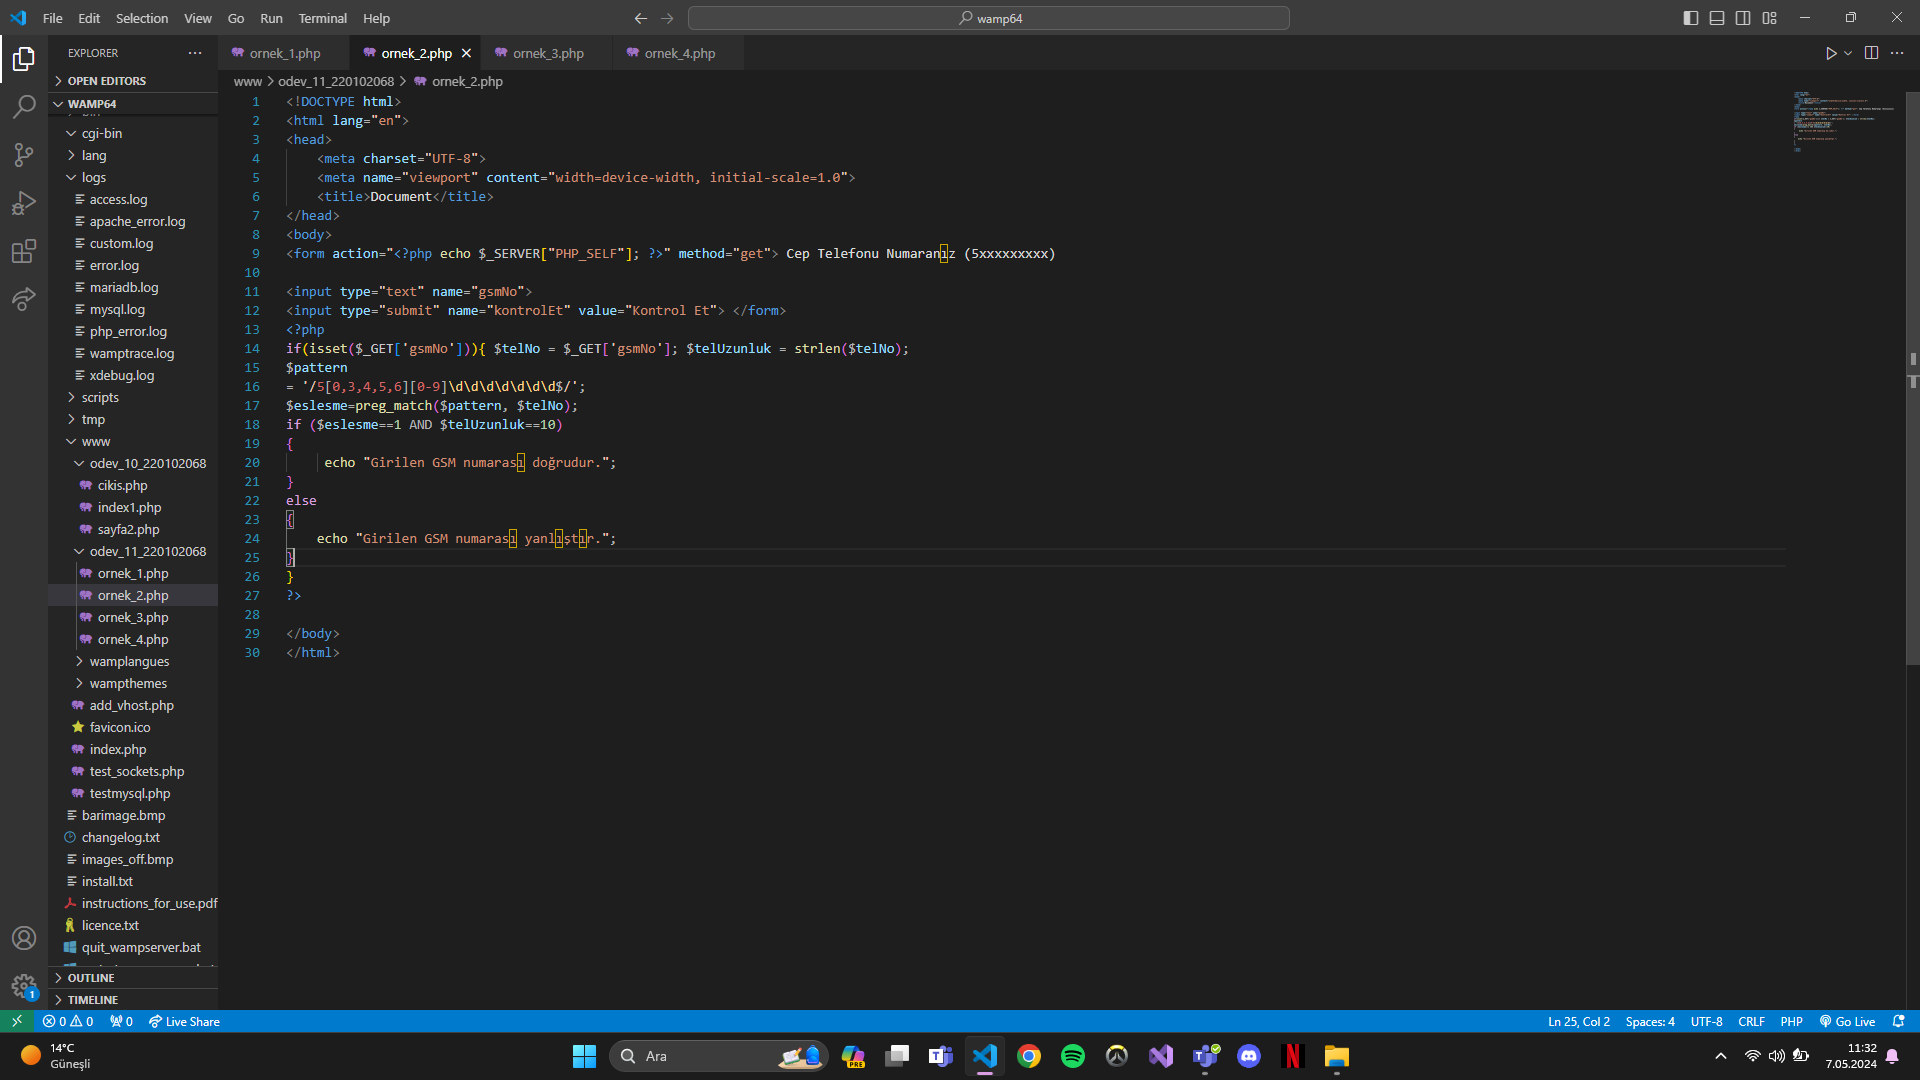 File Edit Selection View Go Run Terminal Help
wamp64
EXPLORER
OPEN EDITORS
WAMP64
cgi-bin
lang
logs
access.log
apache_error.log
custom.log
error.log
mariadb.log
mysql.log
php_error.log
wamptrace.log
xdebug.log
scripts
tmp
www
odev_10_220102068
cikis.php
index1.php
sayfa2.php
odev_11_220102068
ornek_1.php
ornek_2.php
ornek_3.php
ornek_4.php
wamplangues
wampthemes
add_vhost.php
favicon.ico
index.php
test_sockets.php
testmysql.php
barimage.bmp
changelog.txt
images_off.bmp
install.txt
instructions_for_use.pdf
licence.txt
quit_wampserver.bat
OUTLINE
TIMELINE
ornek_1.php ornek_2.php ornek_3.php ornek_4.php
www > odev_11_220102068 > ornek_2.php
1 <!DOCTYPE html>
2 <html lang="en">
3 <head>
4 <meta charset="UTF-8">
5 <meta name="viewport" content="width=device-width, initial-scale=1.0">
6 <title>Document</title>
7 </head>
8 <body>
9 <form action="<?php echo $_SERVER["PHP_SELF"]; ?>" method="get"> Cep Telefonu Numaranız (5xxxxxxxxx)
10
11 <input type="text" name="gsmNo">
12 <input type="submit" name="kontrolEt" value="Kontrol Et"> </form>
13 <?php
14 if(isset($_GET['gsmNo'])){ $telNo = $_GET['gsmNo']; $telUzunluk = strlen($telNo);
15 $pattern
16 = '/5[0,3,4,5,6][0-9]\d\d\d\d\d\d\d$/';
17 $eslesme=preg_match($pattern, $telNo);
18 if ($eslesme==1 AND $telUzunluk==10)
19 {
20 echo "Girilen GSM numarası doğrudur.";
21 }
22 else
23 {
24 echo "Girilen GSM numarası yanlıştır.";
25 }
26 }
27 ?>
28
29 </body>
30 </html>
1
0 0 0 Live Share
Ln 25, Col 2 Spaces: 4 UTF-8 CRLF PHP Go Live
14°C
Güneşli
Ara
PRE
11:32
7.05.2024